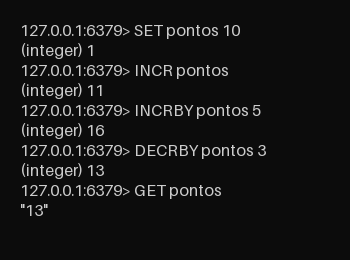 127.0.0.1:6379> SET pontos 10
(integer) 1
127.0.0.1:6379> INCR pontos
(integer) 11
127.0.0.1:6379> INCRBY pontos 5
(integer) 16
127.0.0.1:6379> DECRBY pontos 3
(integer) 13
127.0.0.1:6379> GET pontos
"13"